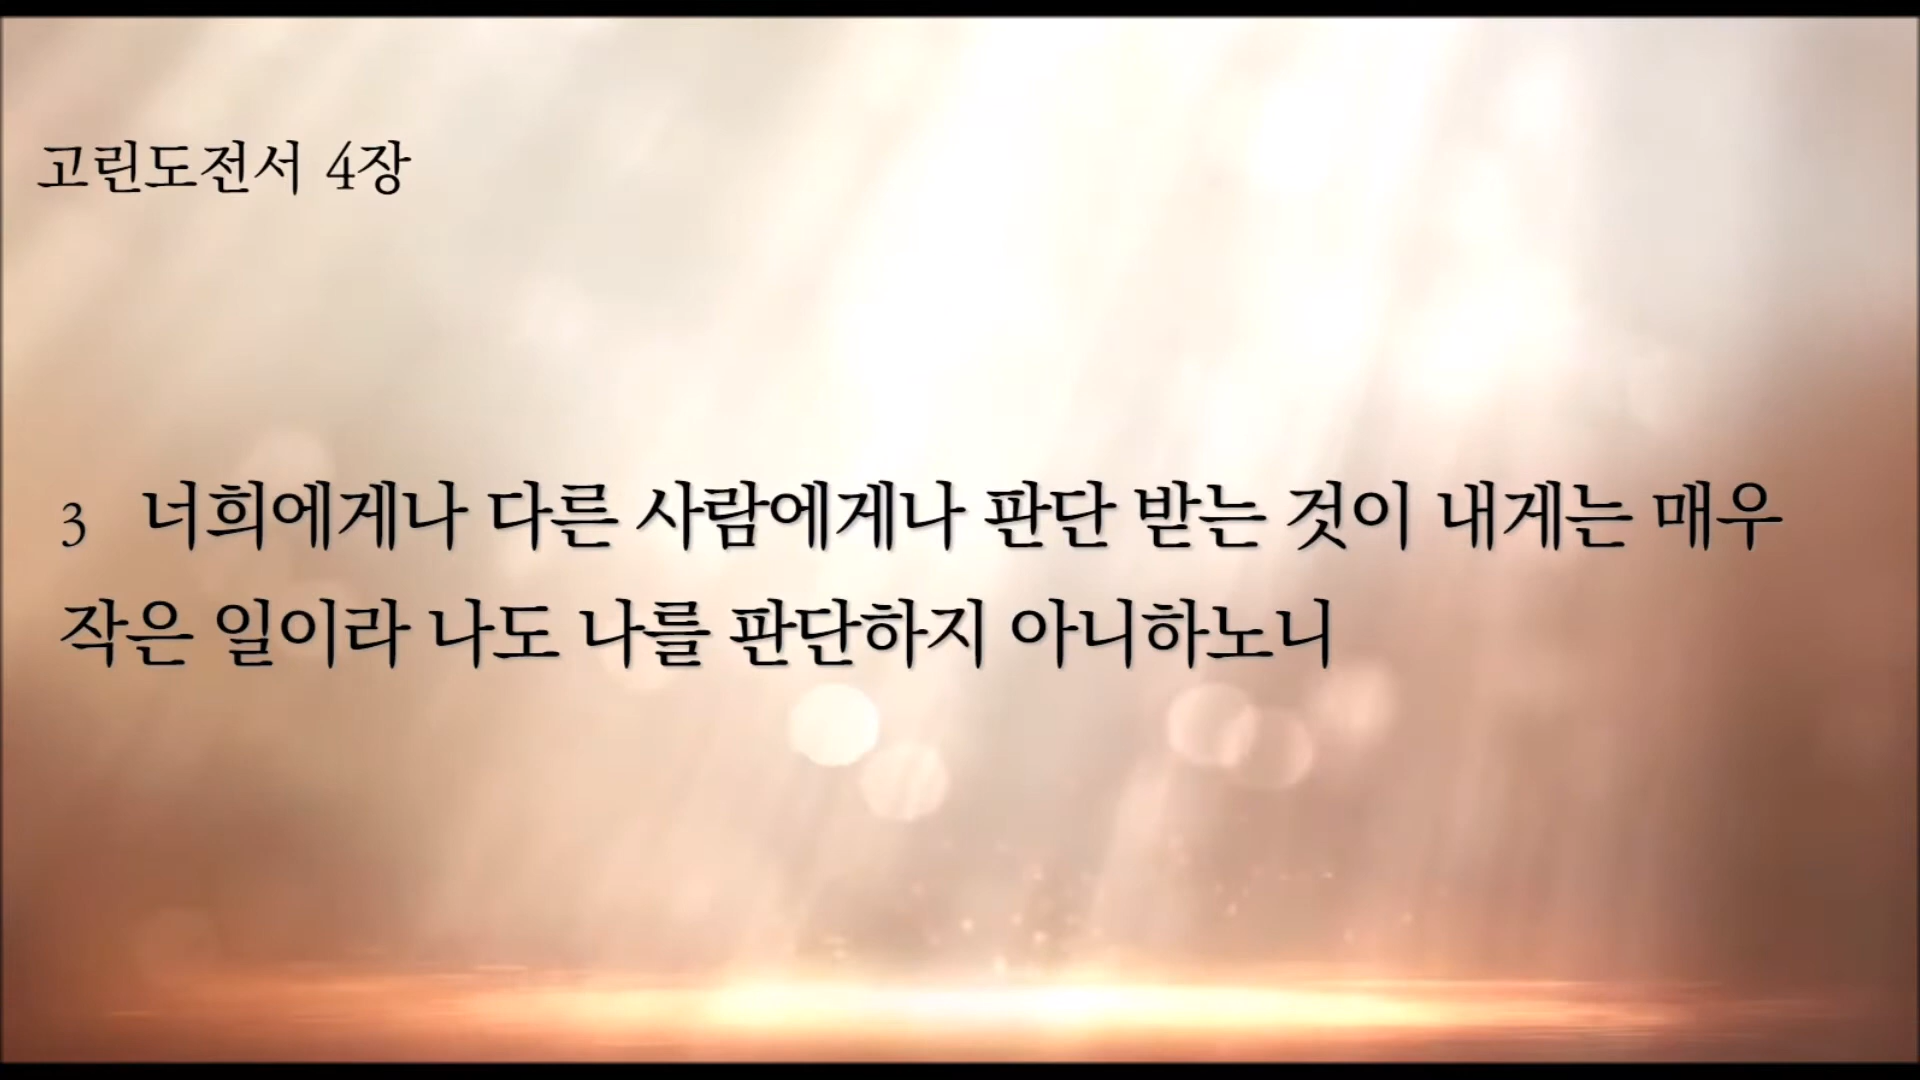 고린도전서 4장
3 너희에게나 다른 사람에게나 판단 받는 것이 내게는 매우
작은 일이라 나도 나를 판단하지 아니하노니